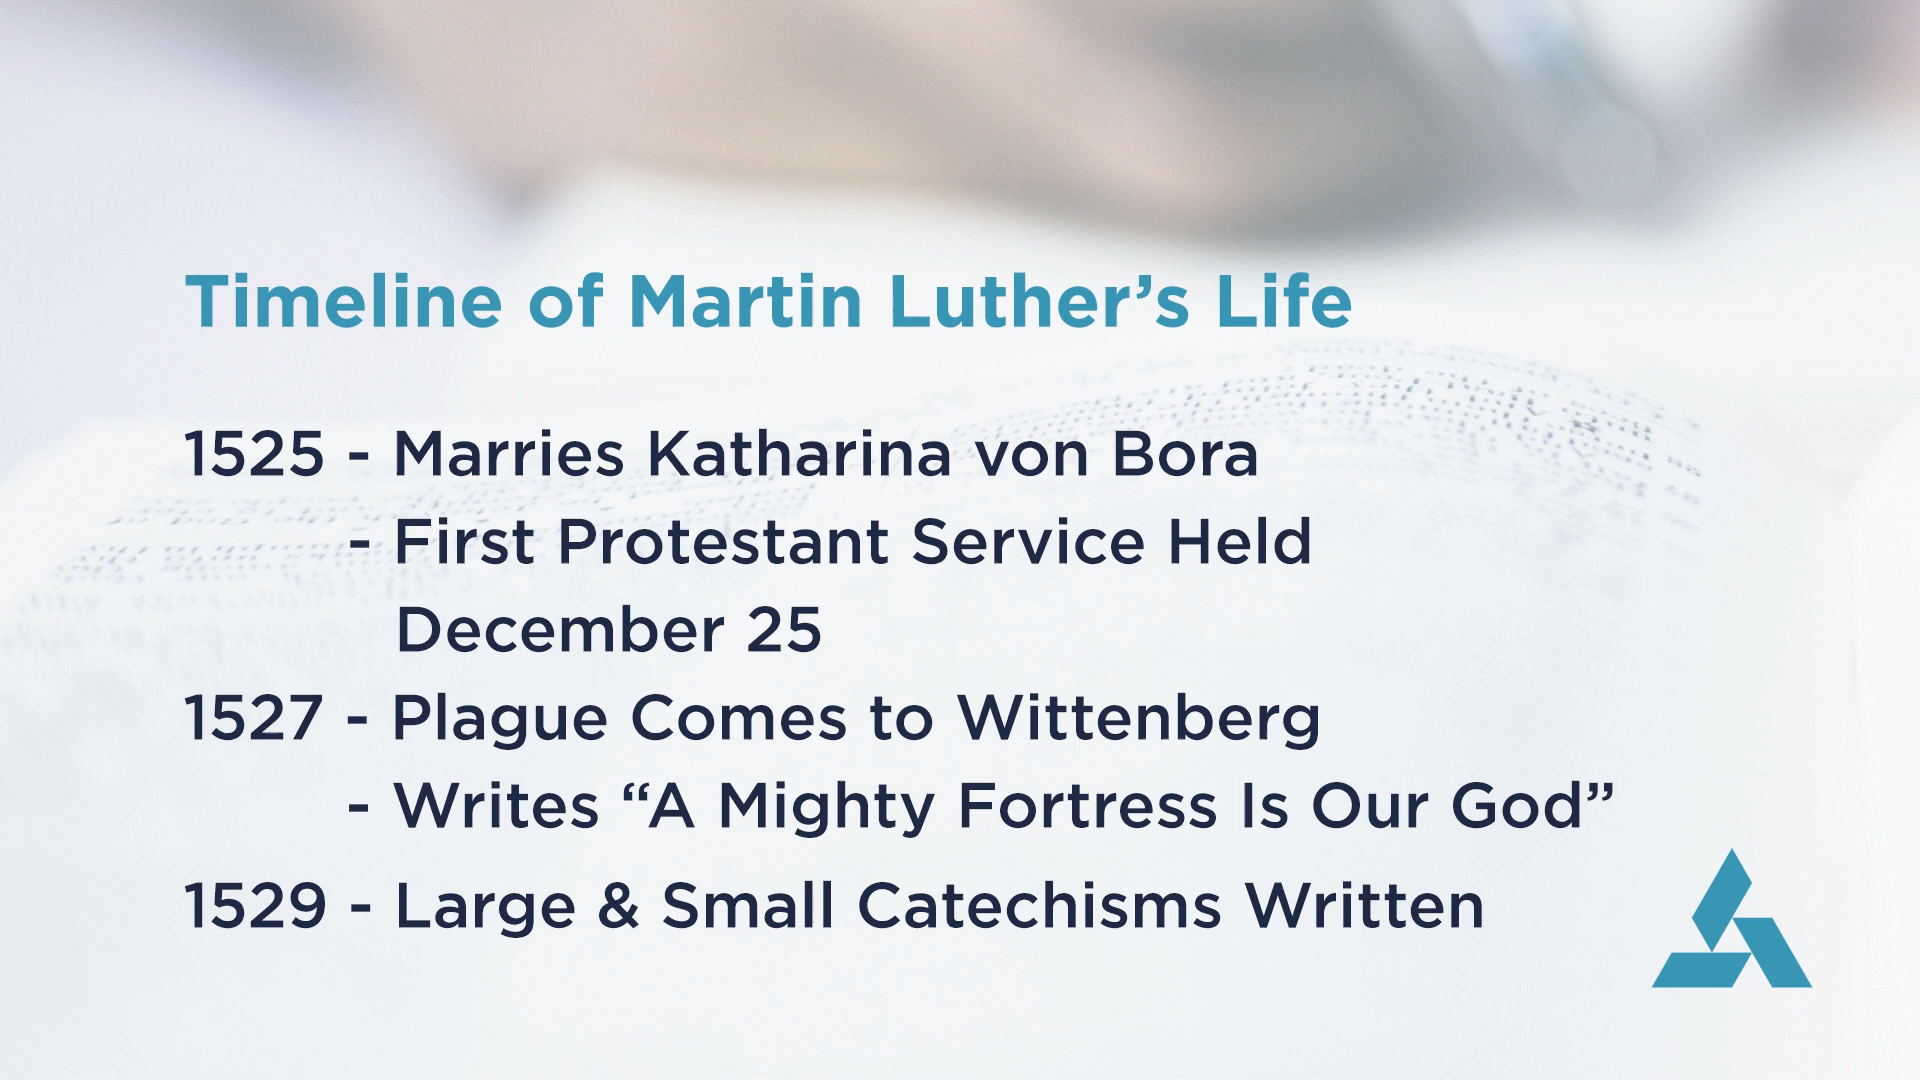 Timeline of Martin Luther’s Life
1525 - Marries Katharina von Bora
- First Protestant Service Held
December 25
1527 - Plague Comes to Wittenberg
- Writes “A Mighty Fortress Is Our God”
1529 - Large & Small Catechisms Written